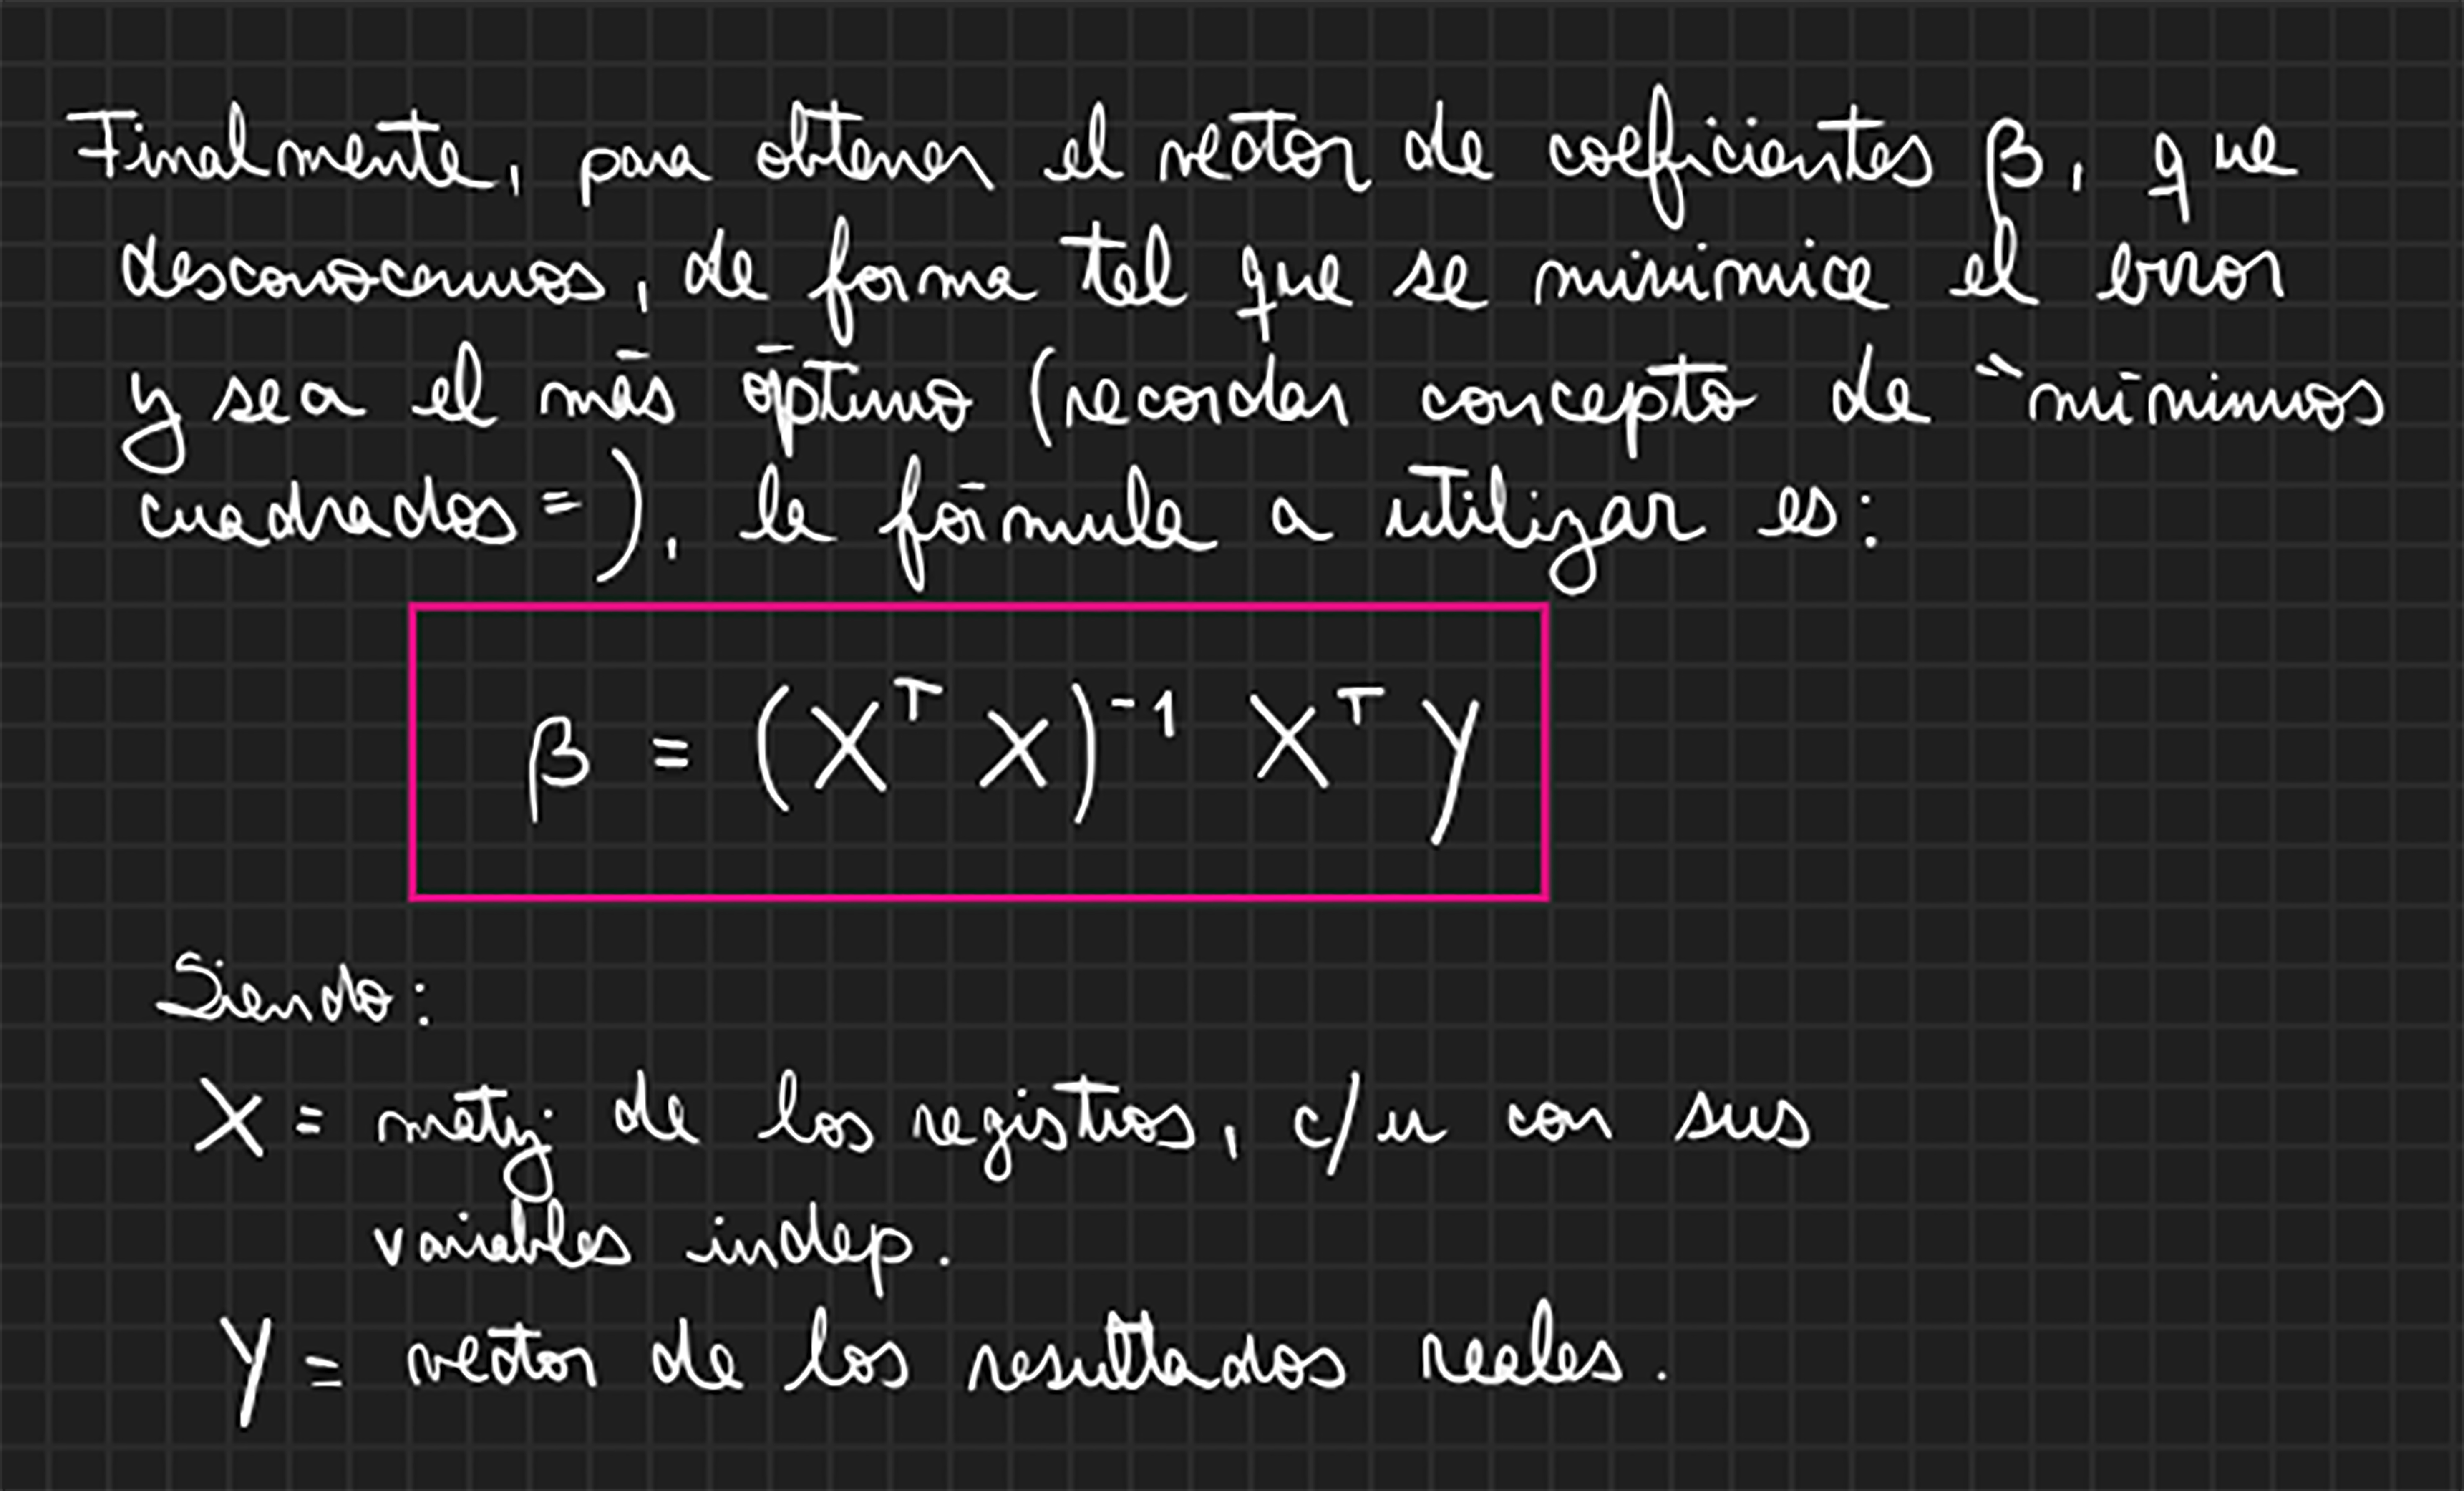 Finalmente, para obtener el vector de coeficientes β, que
desconocemos, de forma tal que se minimice el error
y sea el más óptimo (recordar concepto de "mínimos
cuadrados"), la fórmula a utilizar es:
β = (Xᵀ X)⁻¹ Xᵀ Y
Siendo:
X = matriz de los registros, c/u con sus
variables indep.
Y = vector de los resultados reales.